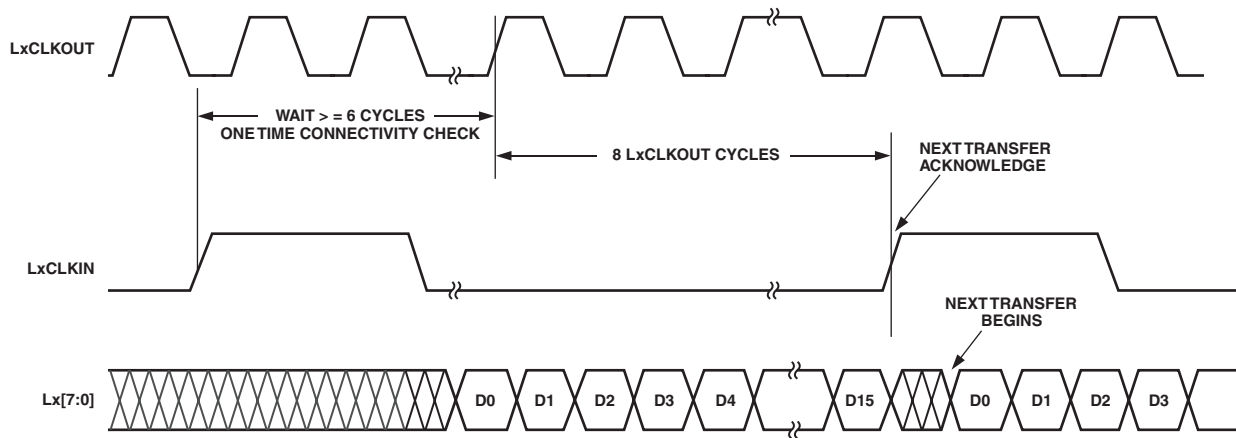 LxCLKOUT
WAIT > = 6 CYCLES
ONE TIME CONNECTIVITY CHECK
8 LxCLKOUT CYCLES
NEXT TRANSFER
ACKNOWLEDGE
LxCLKIN
NEXT TRANSFER
BEGINS
Lx[7:0]
D0
D1
D2
D3
D4
D15
D0
D1
D2
D3